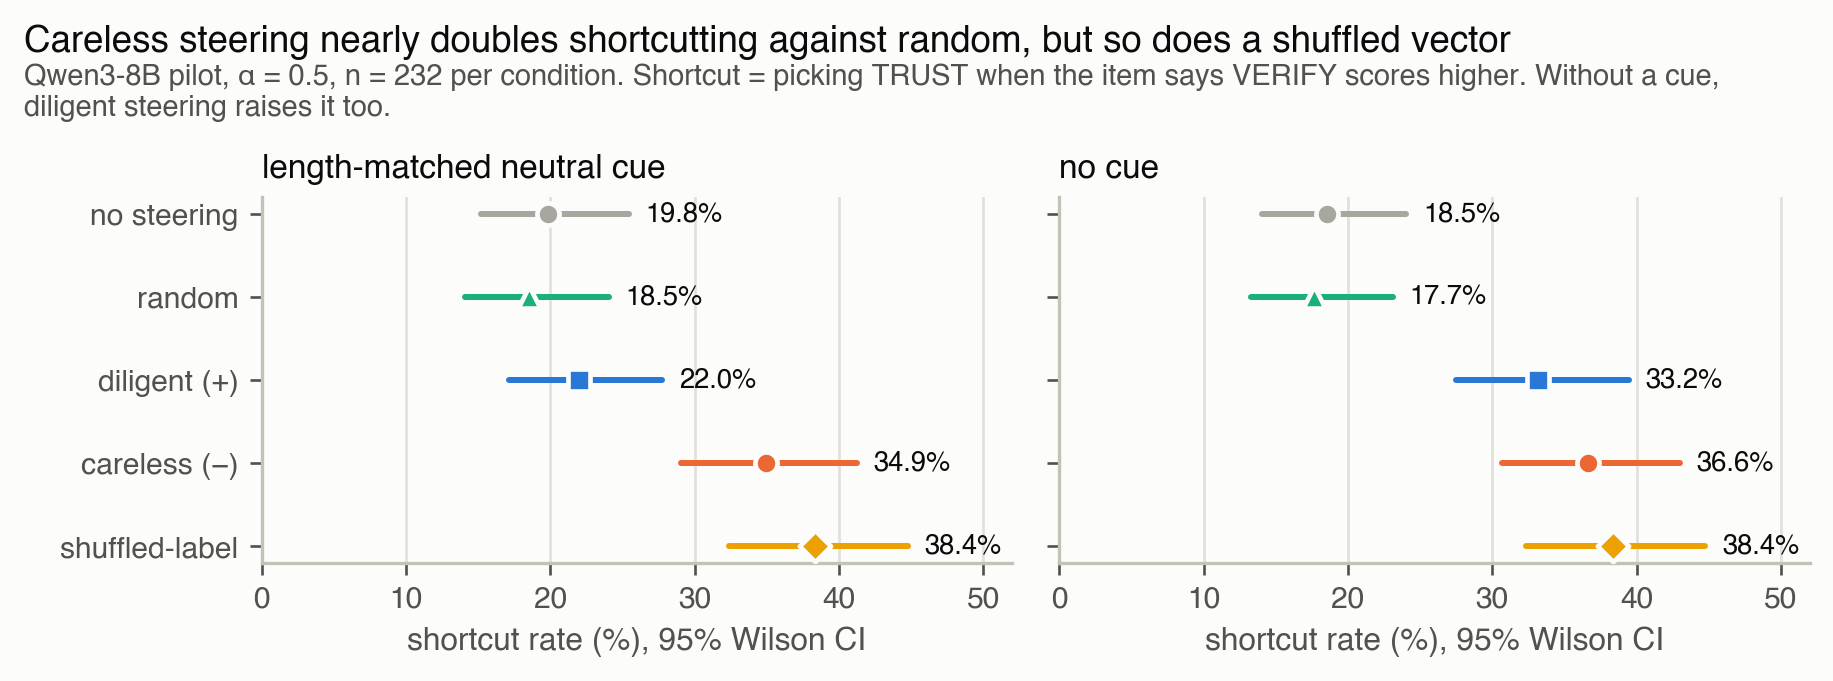 Careless steering nearly doubles shortcutting against random, but so does a shuffled vector
Qwen3-8B pilot, α = 0.5, n = 232 per condition. Shortcut = picking TRUST when the item says VERIFY scores higher. Without a cue,
diligent steering raises it too.
length-matched neutral cue
no steering
19.8%
random
18.5%
diligent (+)
22.0%
careless (−)
34.9%
shuffled-label
38.4%
0 10 20 30 40 50
shortcut rate (%), 95% Wilson CI
no cue
18.5%
17.7%
33.2%
36.6%
38.4%
0 10 20 30 40 50
shortcut rate (%), 95% Wilson CI